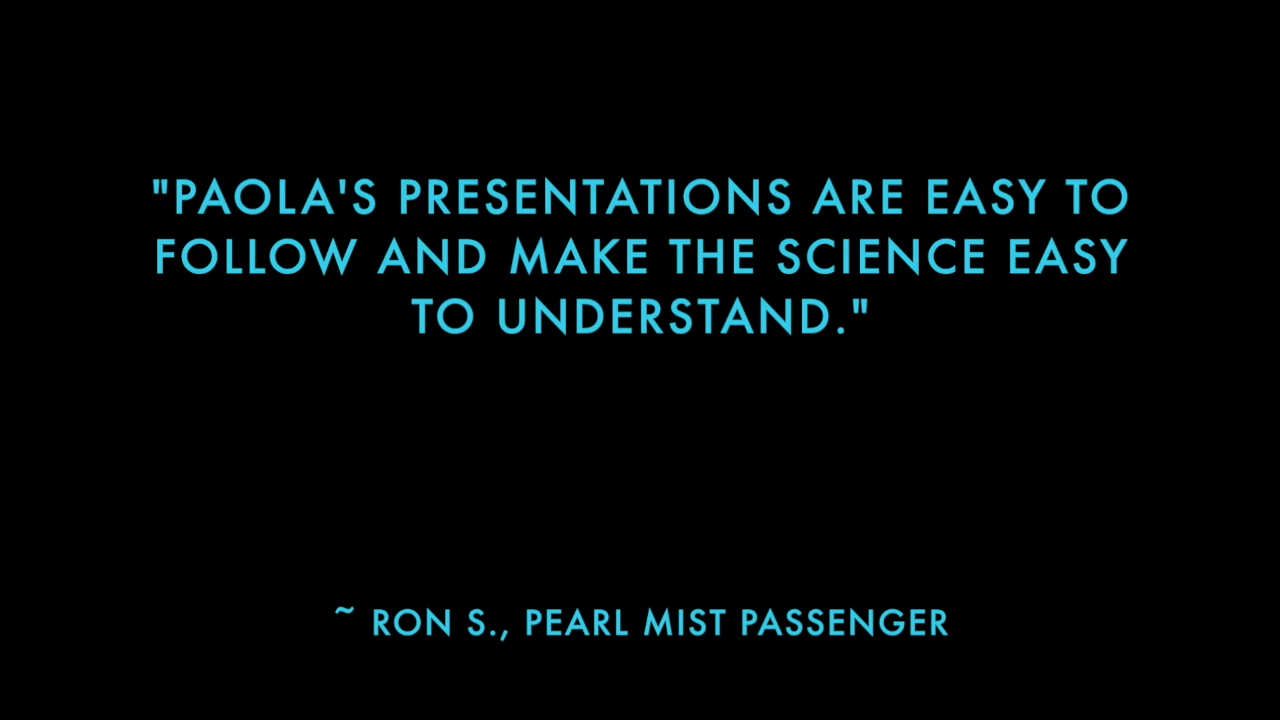 "PAOLA'S PRESENTATIONS ARE EASY TO
FOLLOW AND MAKE THE SCIENCE EASY
TO UNDERSTAND."
~ RON S., PEARL MIST PASSENGER